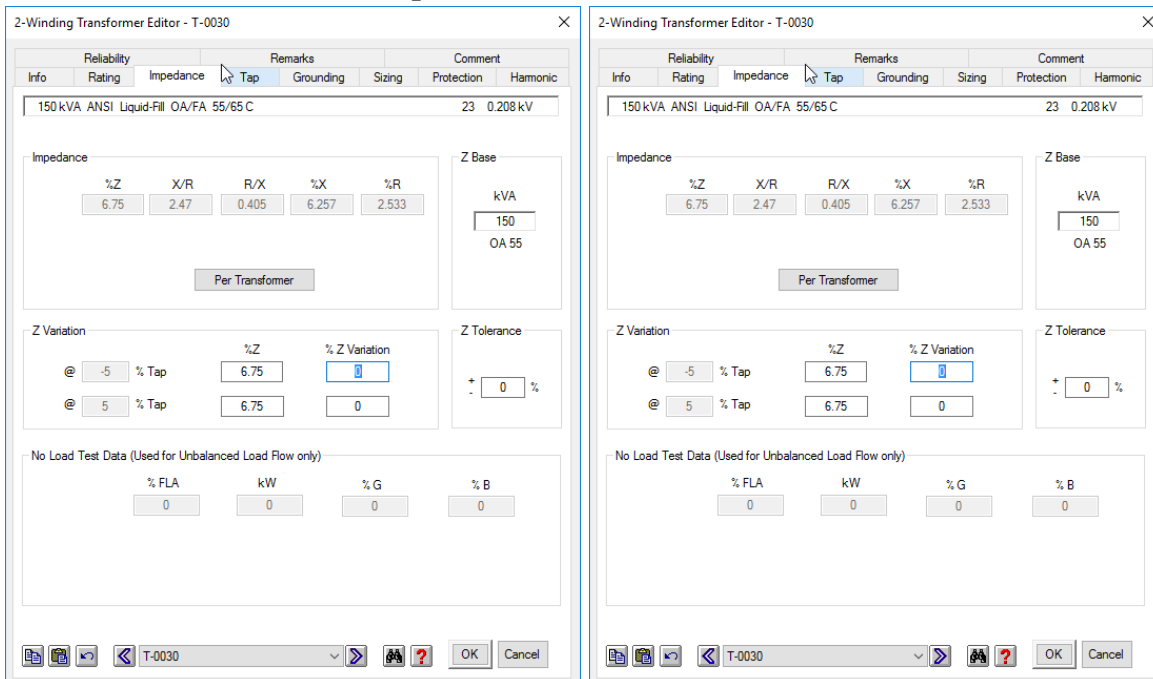 2-Winding Transformer Editor - T-0030
Reliability Remarks Comment
Info Rating Impedance Tap Grounding Sizing Protection Harmonic
150 kVA ANSI Liquid-Fill OA/FA 55/65 C 23 0.208 kV
Impedance Z Base
%Z X/R R/X %X %R
6.75 2.47 0.405 6.257 2.533
kVA
150
OA 55
Per Transformer
Z Variation Z Tolerance
%Z % Z Variation
@ -5 % Tap 6.75 0
+
- 0 %
@ 5 % Tap 6.75 0
No Load Test Data (Used for Unbalanced Load Flow only)
% FLA kW % G % B
0 0 0 0
T-0030 ? OK Cancel
2-Winding Transformer Editor - T-0030
Reliability Remarks Comment
Info Rating Impedance Tap Grounding Sizing Protection Harmonic
150 kVA ANSI Liquid-Fill OA/FA 55/65 C 23 0.208 kV
Impedance Z Base
%Z X/R R/X %X %R
6.75 2.47 0.405 6.257 2.533
kVA
150
OA 55
Per Transformer
Z Variation Z Tolerance
%Z % Z Variation
@ -5 % Tap 6.75 0
+
- 0 %
@ 5 % Tap 6.75 0
No Load Test Data (Used for Unbalanced Load Flow only)
% FLA kW % G % B
0 0 0 0
T-0030 ? OK Cancel